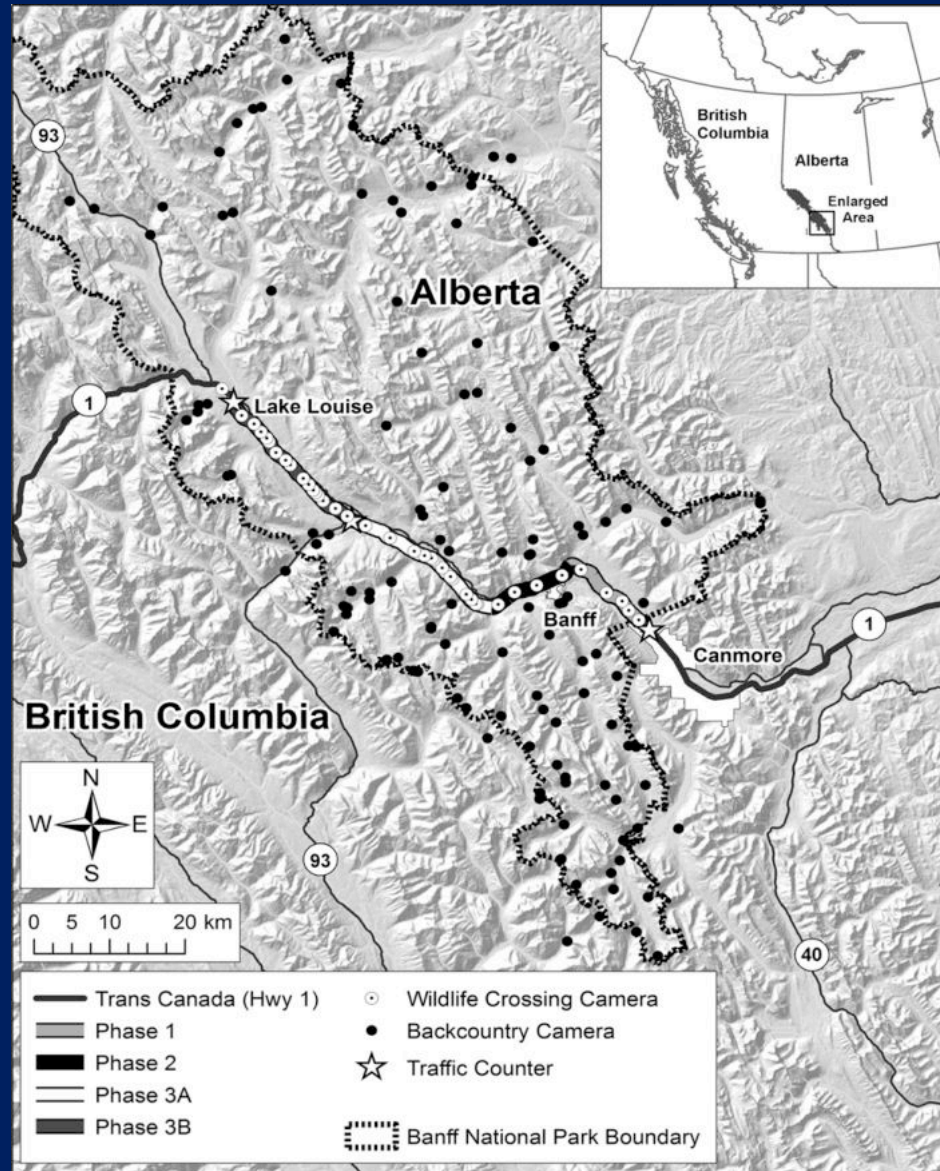 British
Columbia
Alberta
Enlarged
Area
93
Alberta
1
Lake Louise
Banff
1
Canmore
British Columbia
N
W E
S
93
0 5 10 20 km
40
Trans Canada (Hwy 1)
Phase 1
Phase 2
Phase 3A
Phase 3B
Wildlife Crossing Camera
Backcountry Camera
Traffic Counter
Banff National Park Boundary